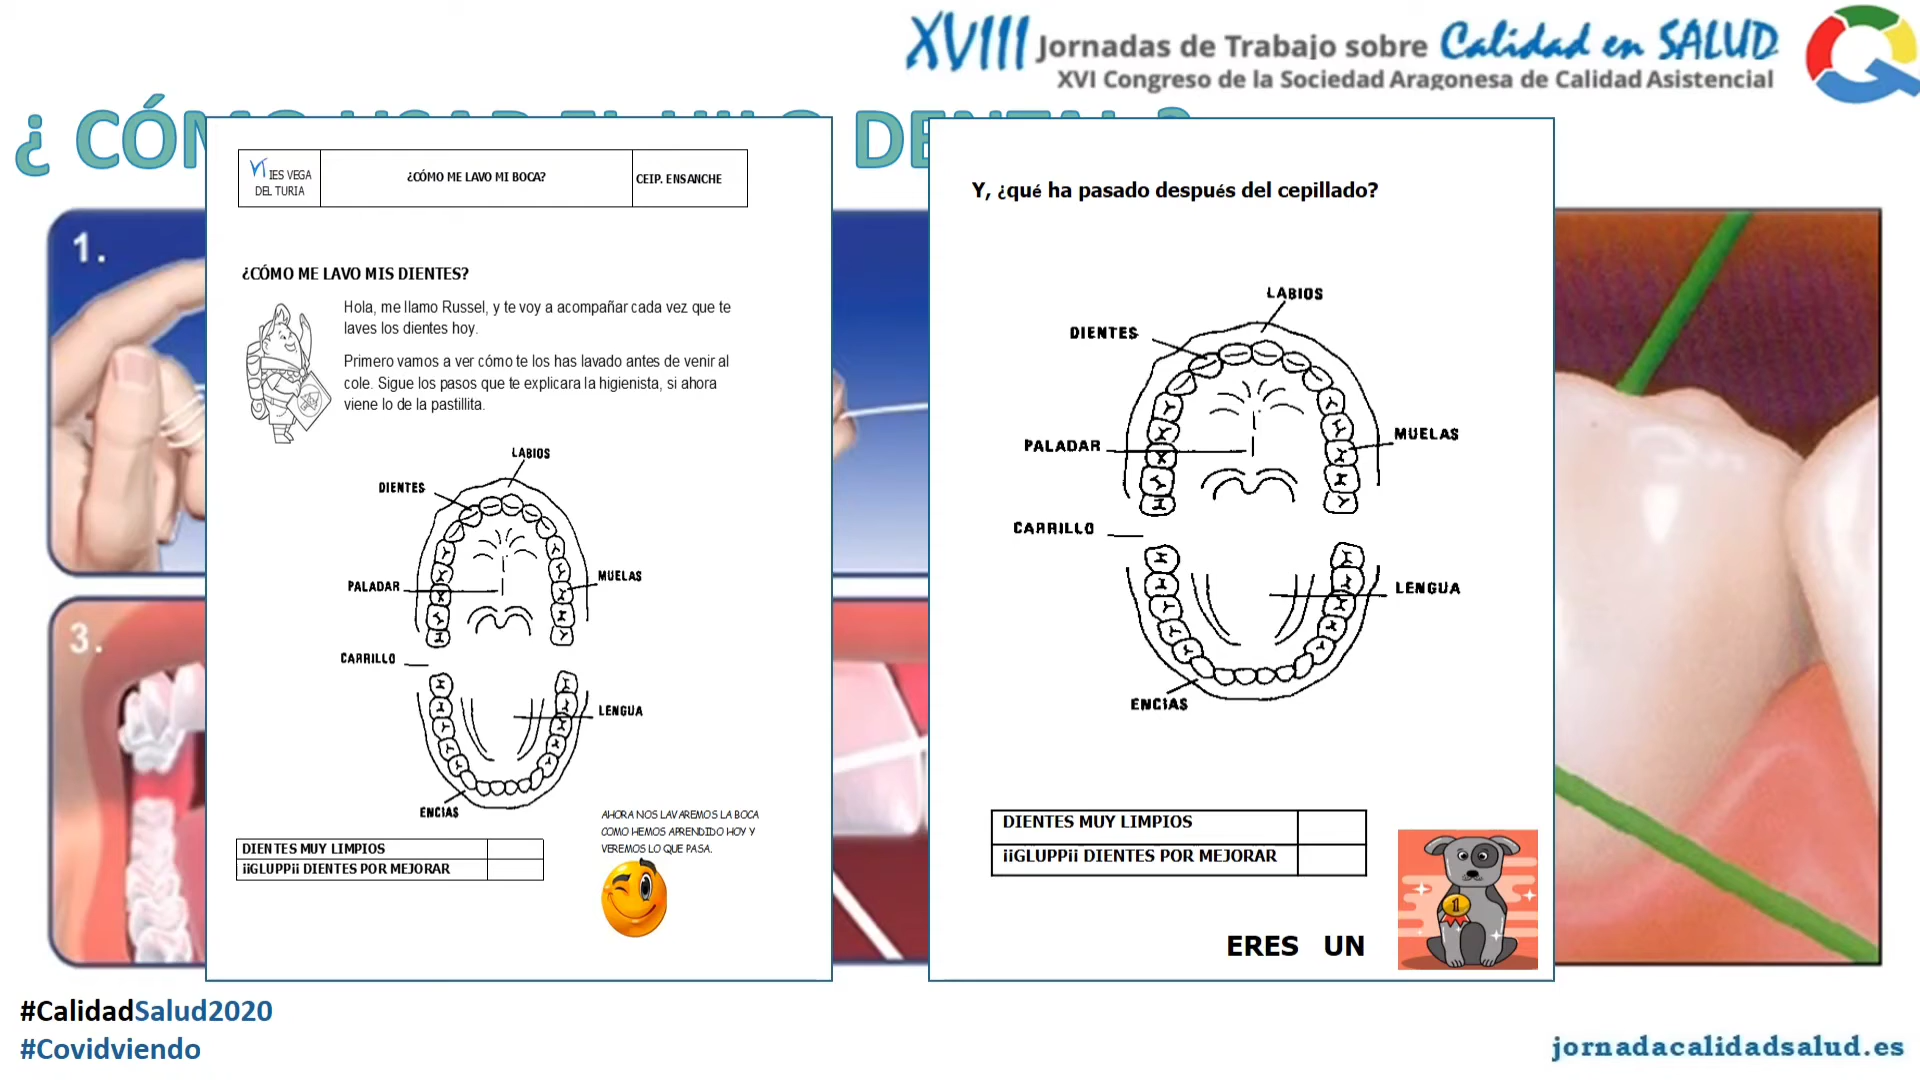 XVIII Jornadas de Trabajo sobre Calidad en SALUD
XVI Congreso de la Sociedad Aragonesa de Calidad Asistencial
¿ CÓMO USAR EL HILO DENTAL ?
1.
3.
IES VEGA
DEL TURIA
¿CÓMO ME LAVO MI BOCA?
CEIP. ENSANCHE
¿CÓMO ME LAVO MIS DIENTES?
Hola, me llamo Russel, y te voy a acompañar cada vez que te
laves los dientes hoy.
Primero vamos a ver cómo te los has lavado antes de venir al
cole. Sigue los pasos que te explicara la higienista, si ahora
viene lo de la pastillita.
LABIOS
DIENTES
PALADAR
MUELAS
CARRILLO
LENGUA
ENCIAS
AHORA NOS LAVAREMOS LA BOCA
COMO HEMOS APRENDIDO HOY Y
VEREMOS LO QUE PASA.
DIENTES MUY LIMPIOS
¡¡GLUPP¡¡ DIENTES POR MEJORAR
Y, ¿qué ha pasado después del cepillado?
LABIOS
DIENTES
PALADAR
MUELAS
CARRILLO
LENGUA
ENCIAS
DIENTES MUY LIMPIOS
¡¡GLUPP¡¡ DIENTES POR MEJORAR
1
ERES UN
#CalidadSalud2020
#Covidviendo
jornadacalidadsalud.es